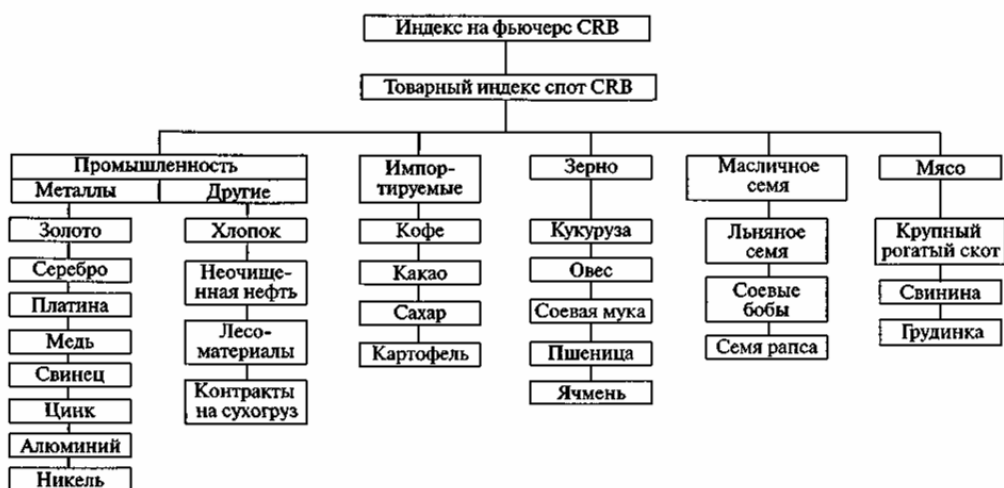 Индекс на фьючерс CRB
Товарный индекс спот CRB
Промышленность
Металлы
Другие
Золото
Серебро
Платина
Медь
Свинец
Цинк
Алюминий
Никель
Хлопок
Неочище-
нная нефть
Лесо-
материалы
Контракты
на сухогруз
Импор-
тируемые
Кофе
Какао
Сахар
Картофель
Зерно
Кукуруза
Овес
Соевая мука
Пшеница
Ячмень
Масличное
семя
Льняное
семя
Соевые
бобы
Семя рапса
Мясо
Крупный
рогатый скот
Свинина
Грудинка